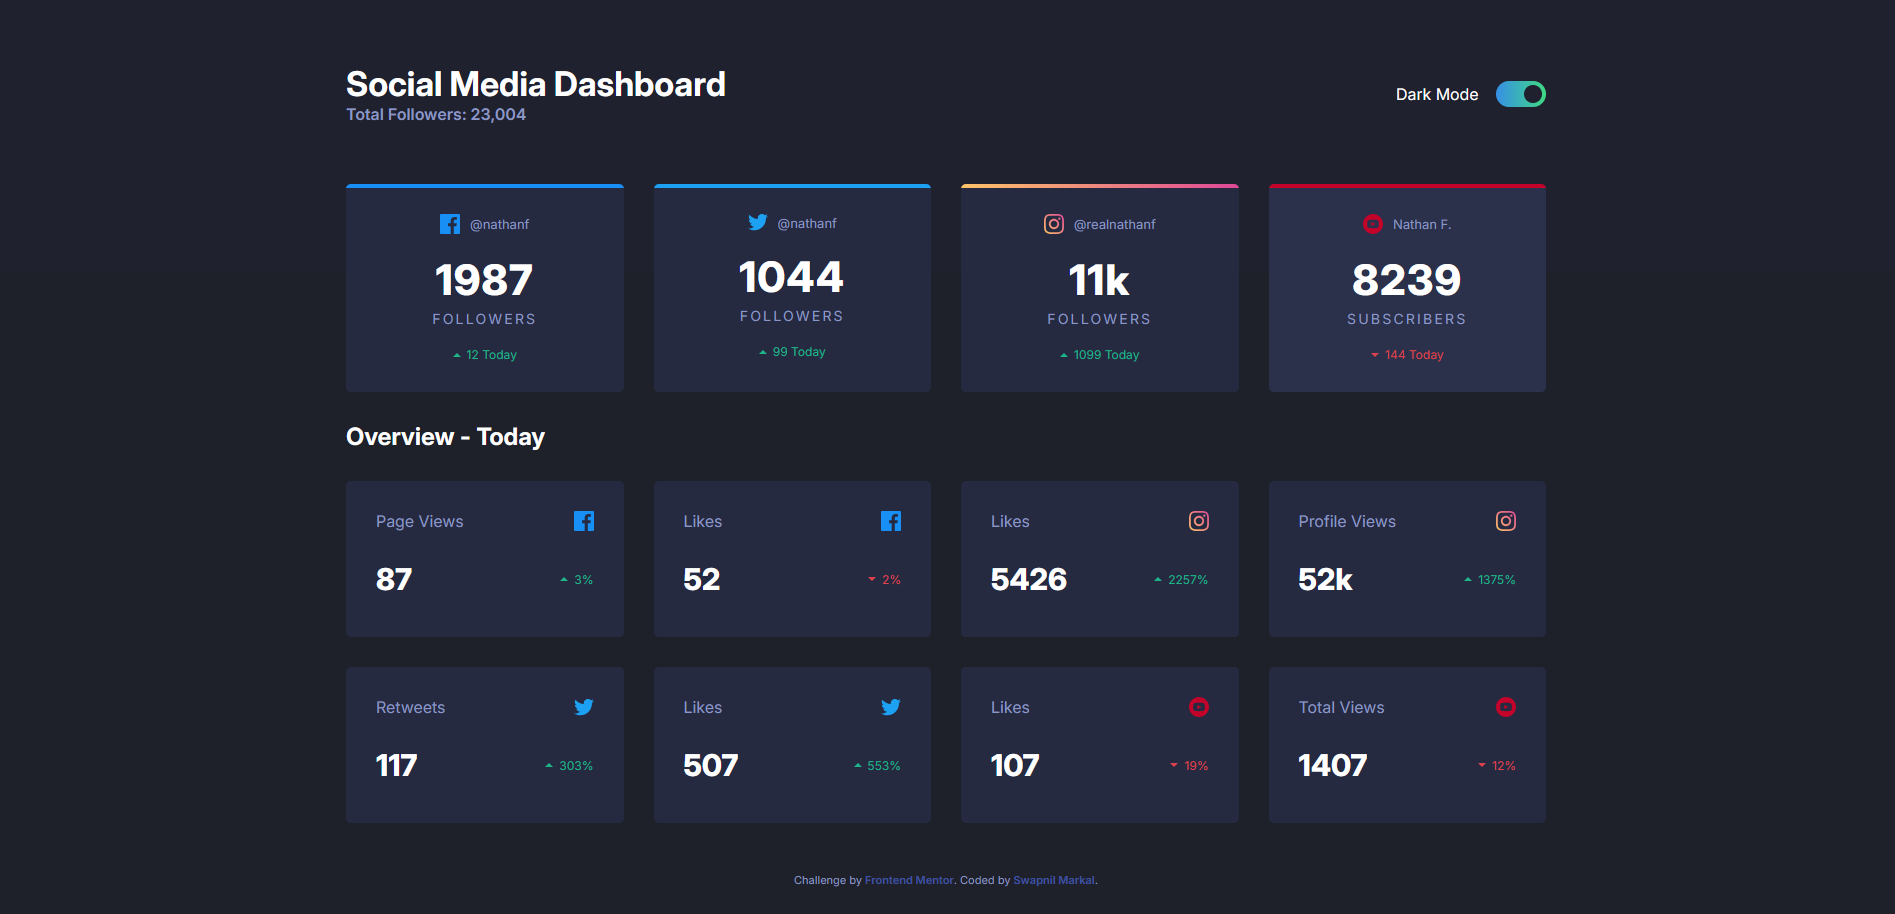 Social Media Dashboard
Total Followers: 23,004
Dark Mode
@nathanf
1987
FOLLOWERS
12 Today
@nathanf
1044
FOLLOWERS
99 Today
@realnathanf
11k
FOLLOWERS
1099 Today
Nathan F.
8239
SUBSCRIBERS
144 Today
Overview - Today
Page Views
87
3%
Likes
52
2%
Likes
5426
2257%
Profile Views
52k
1375%
Retweets
117
303%
Likes
507
553%
Likes
107
19%
Total Views
1407
12%
Challenge by Frontend Mentor. Coded by Swapnil Markal.